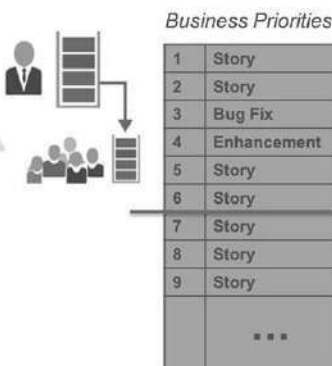 Business Priorities
1 Story
2 Story
3 Bug Fix
4 Enhancement
5 Story
6 Story
7 Story
8 Story
9 Story
...